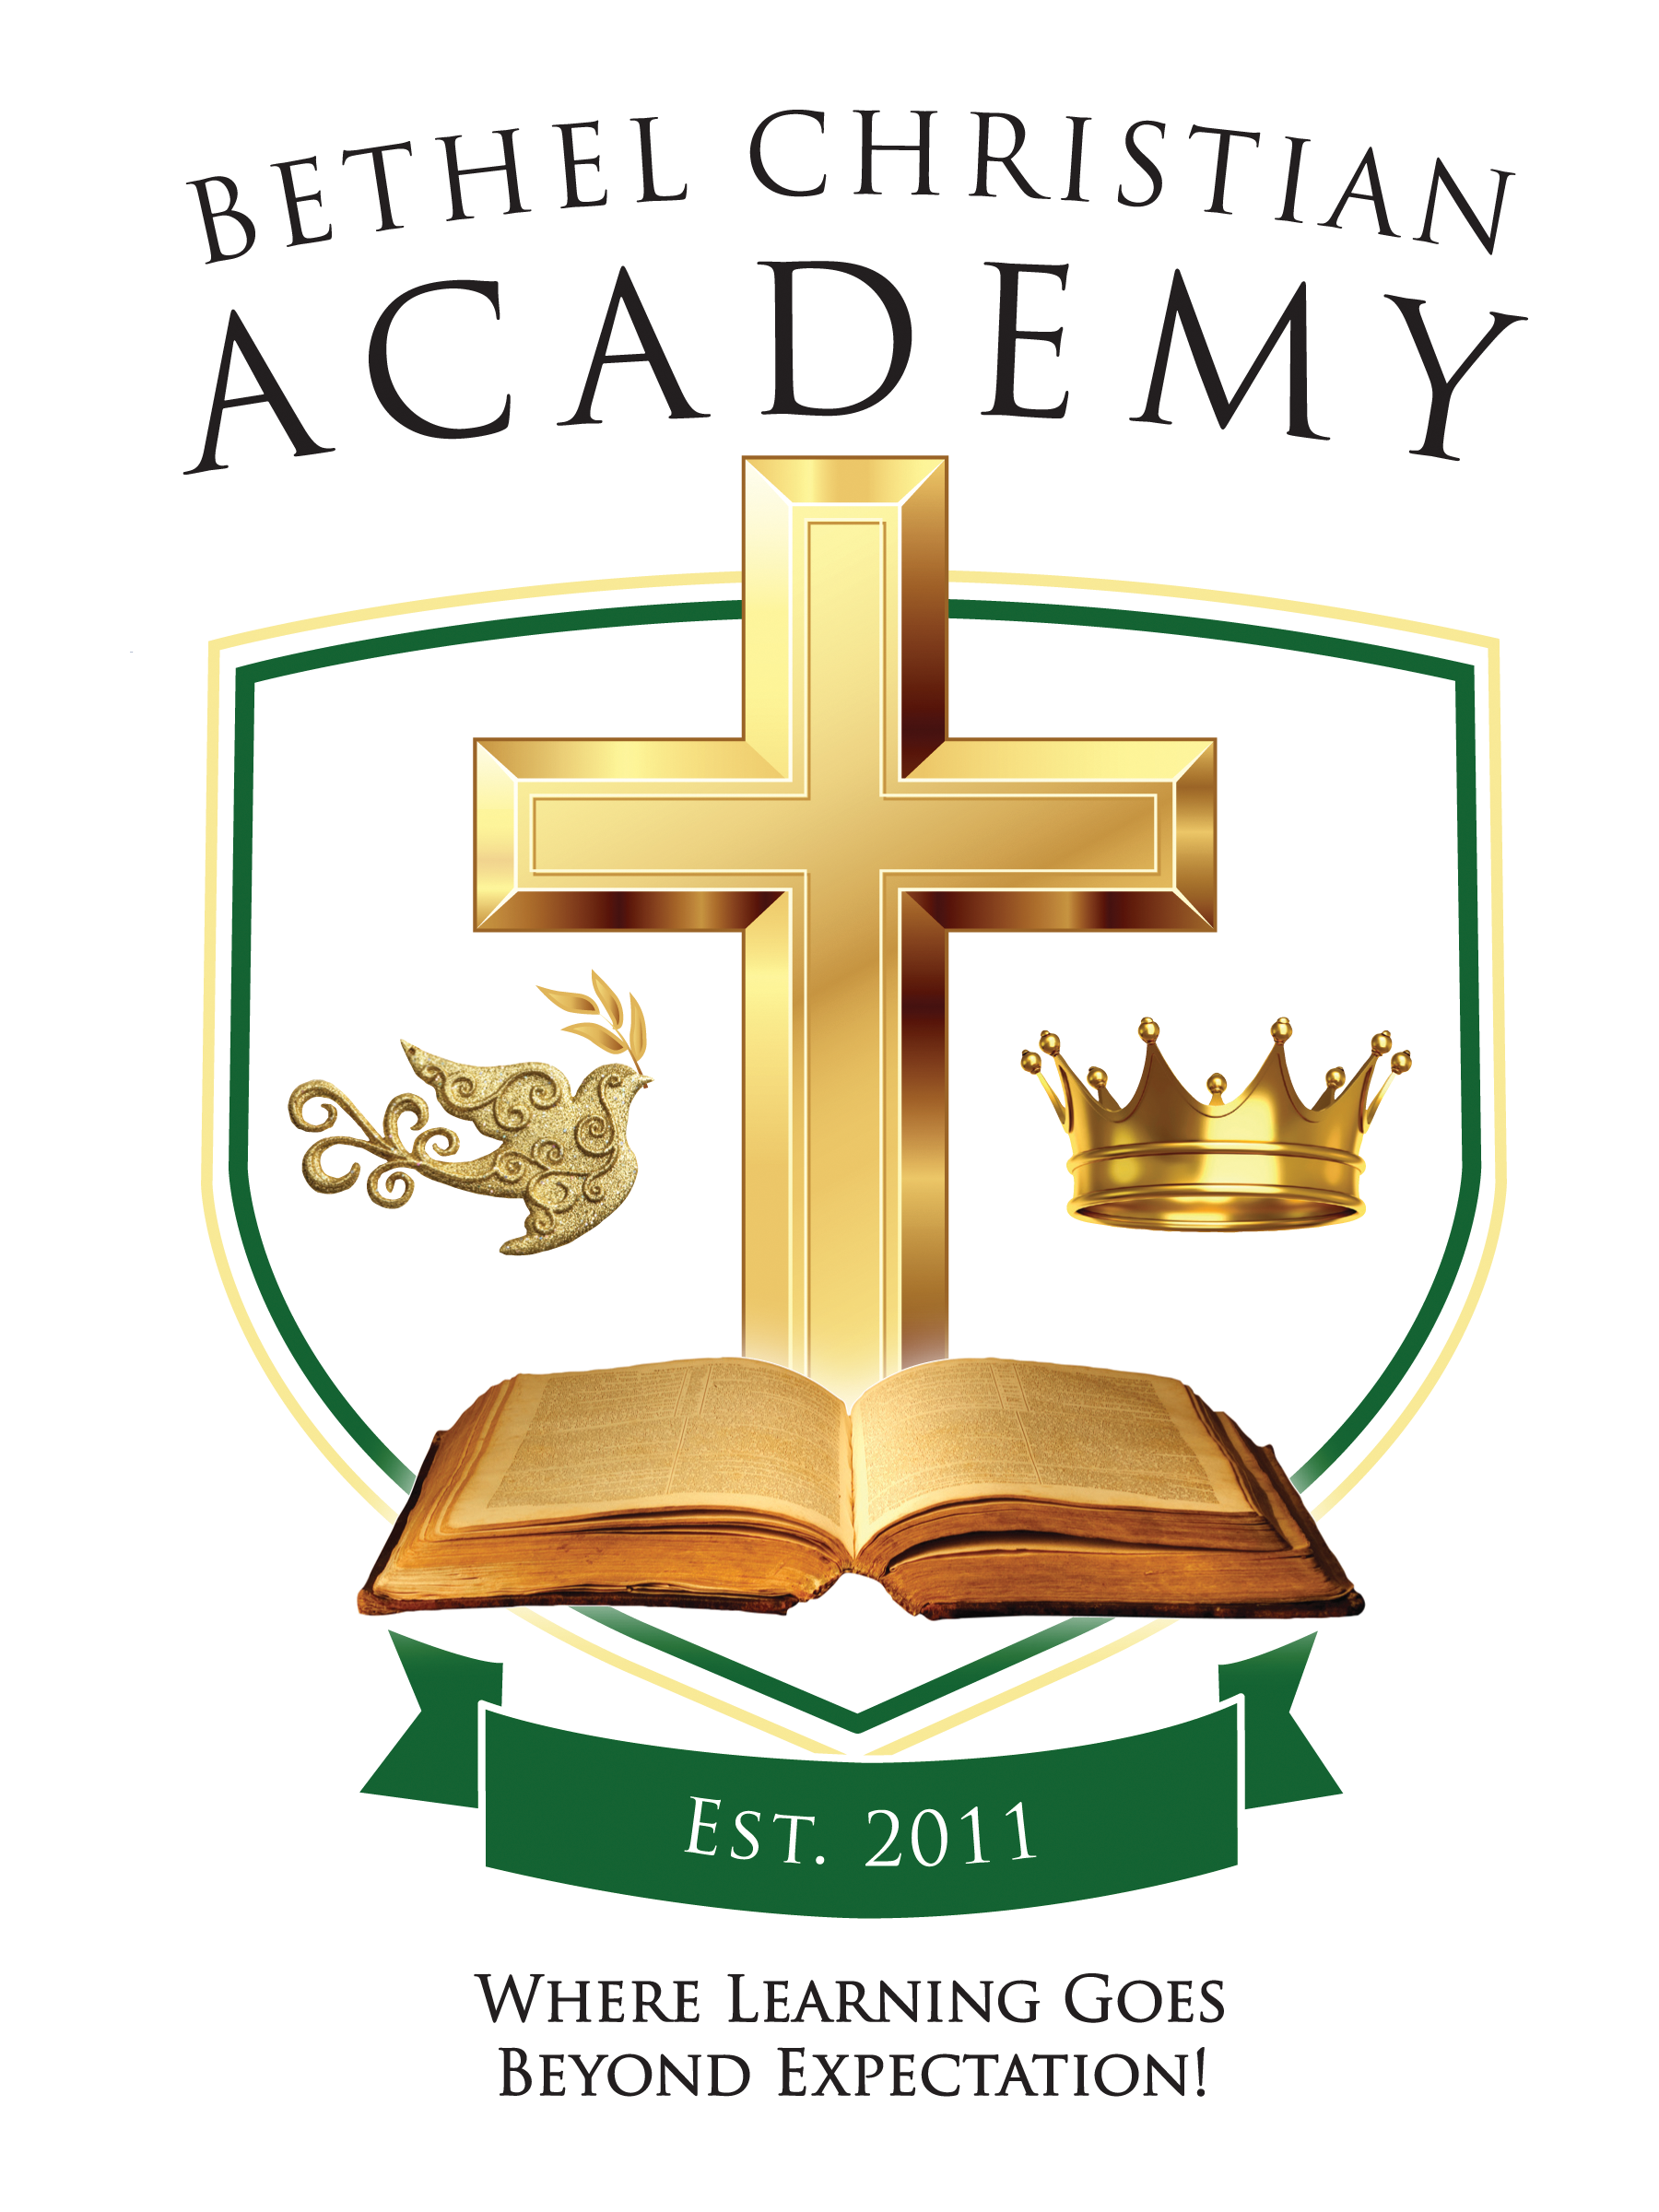 BETHEL CHRISTIAN
ACADEMY
EST. 2011
WHERE LEARNING GOES
BEYOND EXPECTATION!